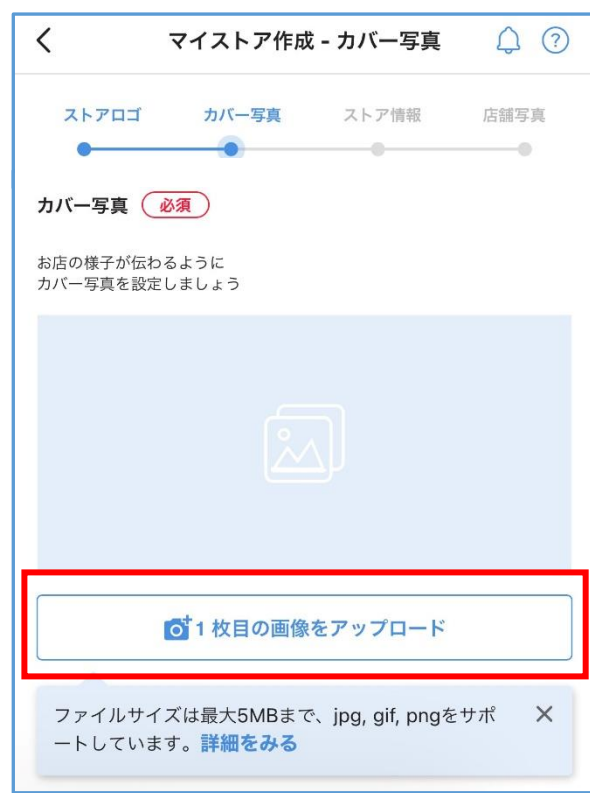 マイストア作成 - カバー写真
ストアロゴ カバー写真 ストア情報 店舗写真
カバー写真 必須
お店の様子が伝わるように
カバー写真を設定しましょう
1 枚目の画像をアップロード
ファイルサイズは最大5MBまで、jpg, gif, pngをサポ
ートしています。詳細をみる